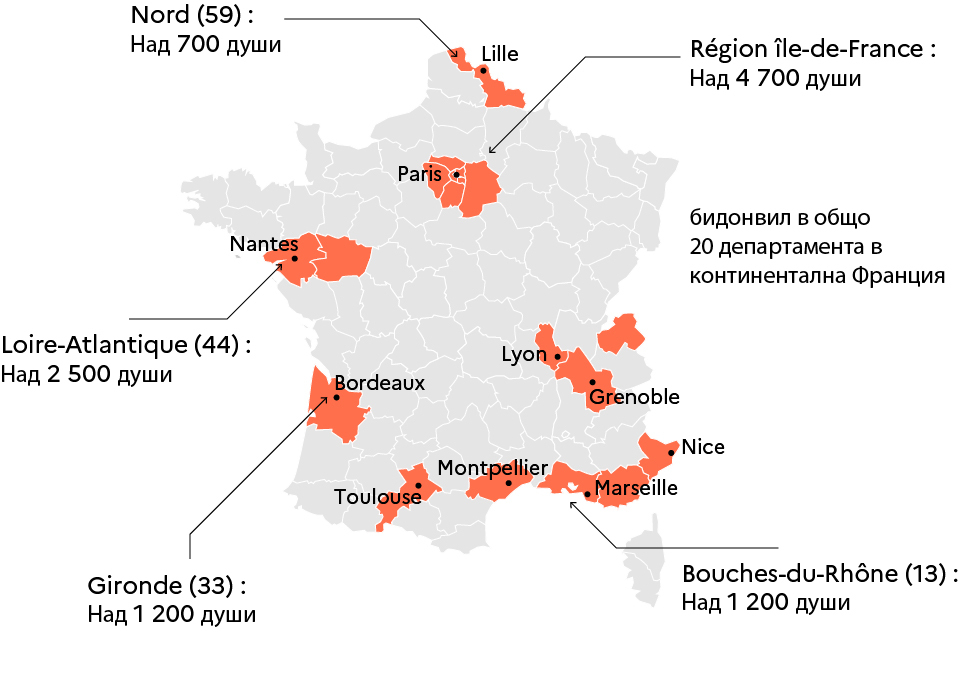 Nord (59) :
Над 700 души
Lille
Région île-de-France :
Над 4 700 души
Paris
бидонвил в общо
20 департамента в
континентална Франция
Nantes
Loire-Atlantique (44) :
Над 2 500 души
Lyon
Grenoble
Bordeaux
Nice
Montpellier
Marseille
Toulouse
Gironde (33) :
Над 1 200 души
Bouches-du-Rhône (13) :
Над 1 200 души